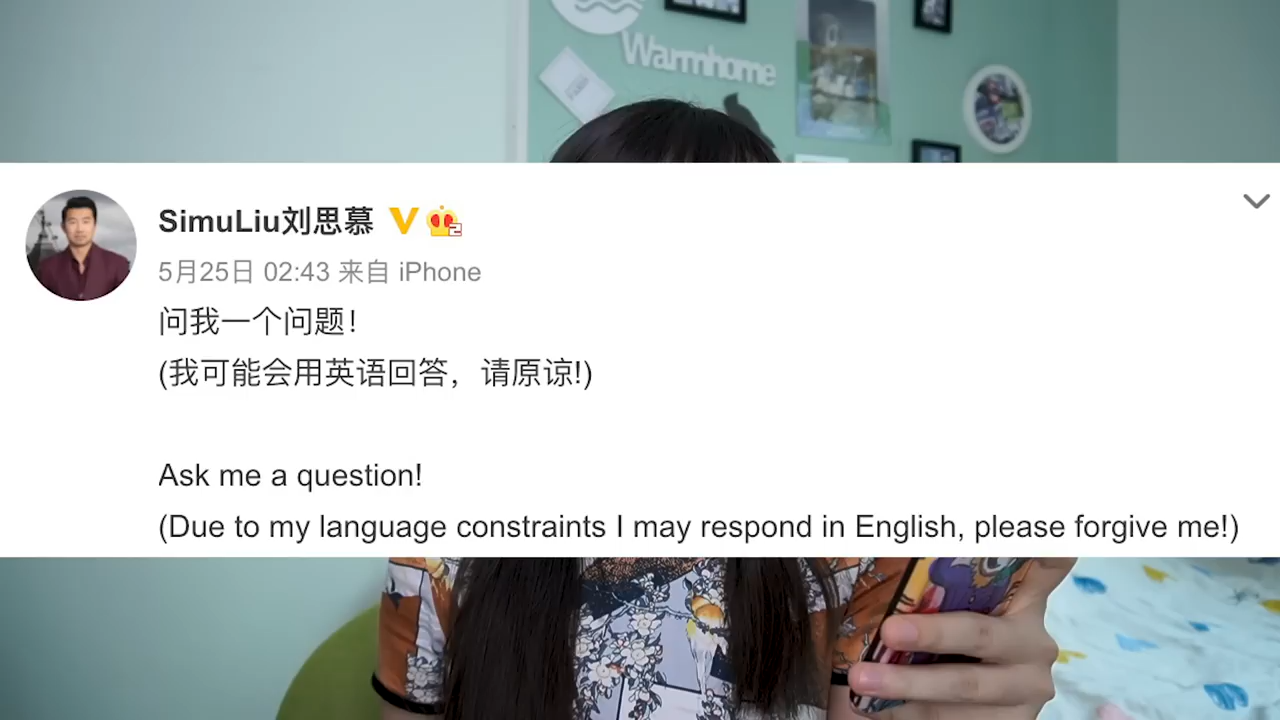 Warmhome
SimuLiu刘思慕
5月25日 02:43 来自 iPhone
问我一个问题！
(我可能会用英语回答，请原谅!)
Ask me a question!
(Due to my language constraints I may respond in English, please forgive me!)